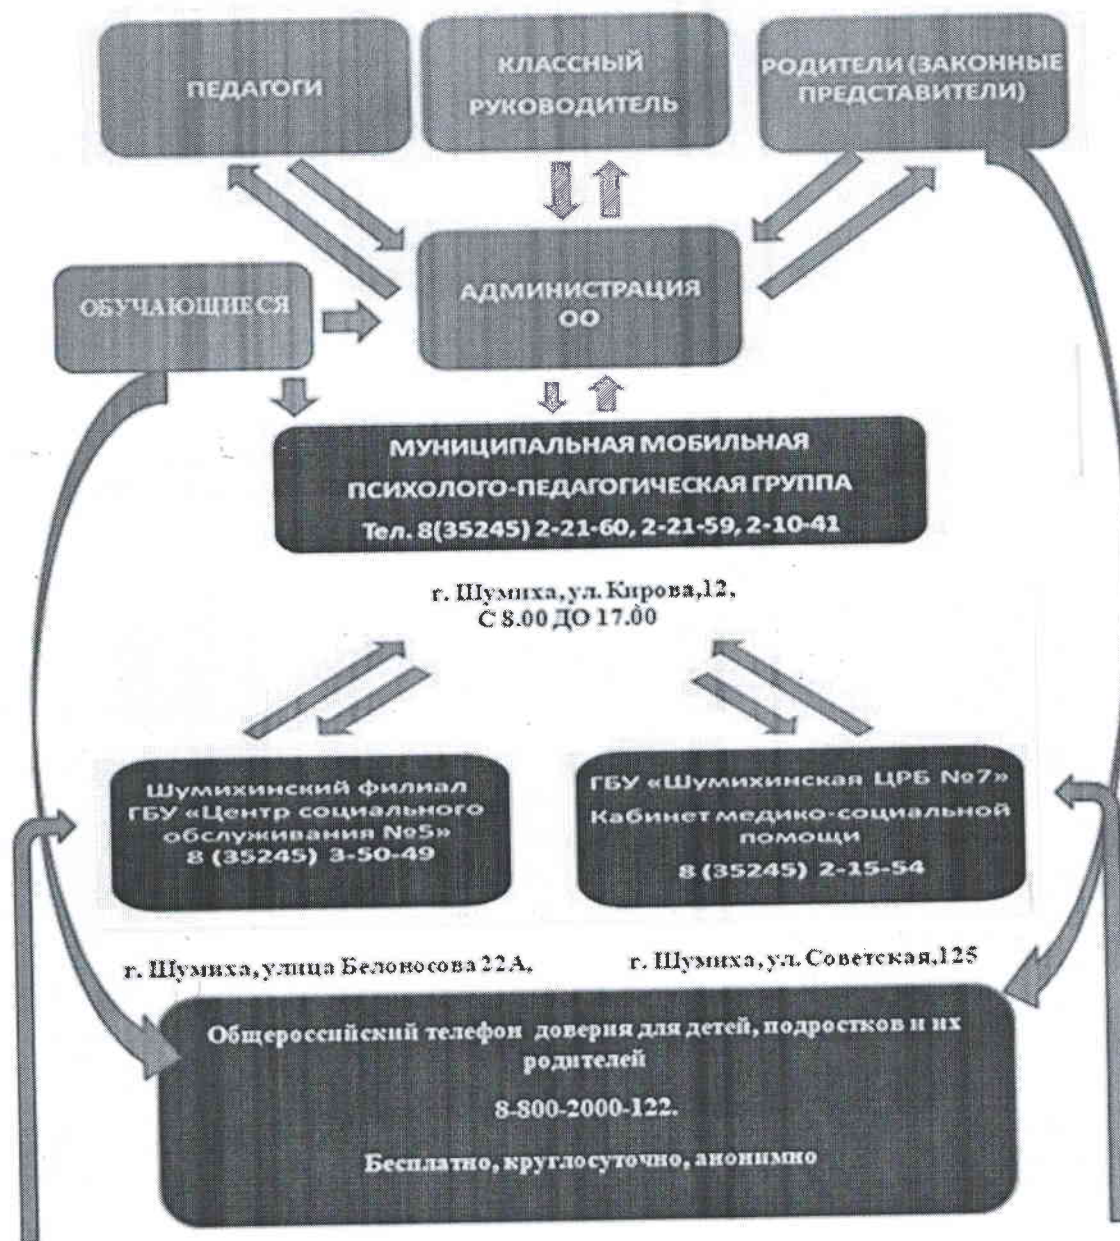 ПЕДАГОГИ
КЛАССНЫЙ
РУКОВОДИТЕЛЬ
РОДИТЕЛИ (ЗАКОННЫЕ
ПРЕДСТАВИТЕЛИ)
ОБУЧАЮЩИЕСЯ
АДМИНИСТРАЦИЯ
ОО
МУНИЦИПАЛЬНАЯ МОБИЛЬНАЯ
ПСИХОЛОГО-ПЕДАГОГИЧЕСКАЯ ГРУППА
Тел. 8(35245) 2-21-60, 2-21-59, 2-10-41
г. Шумиха, ул. Кирова,12,
С 8.00 ДО 17.00
Шумихинский филиал
ГБУ «Центр социального
обслуживания №5»
8 (35245) 3-50-49
ГБУ «Шумихинская ЦРБ №7»
Кабинет медико-социальной
помощи
8 (35245) 2-15-54
г. Шумиха, улица Белоносова 22А,
г. Шумиха, ул. Советская,125
Общероссийский телефон доверия для детей, подростков и их
родителей
8-800-2000-122.
Бесплатно, круглосуточно, анонимно